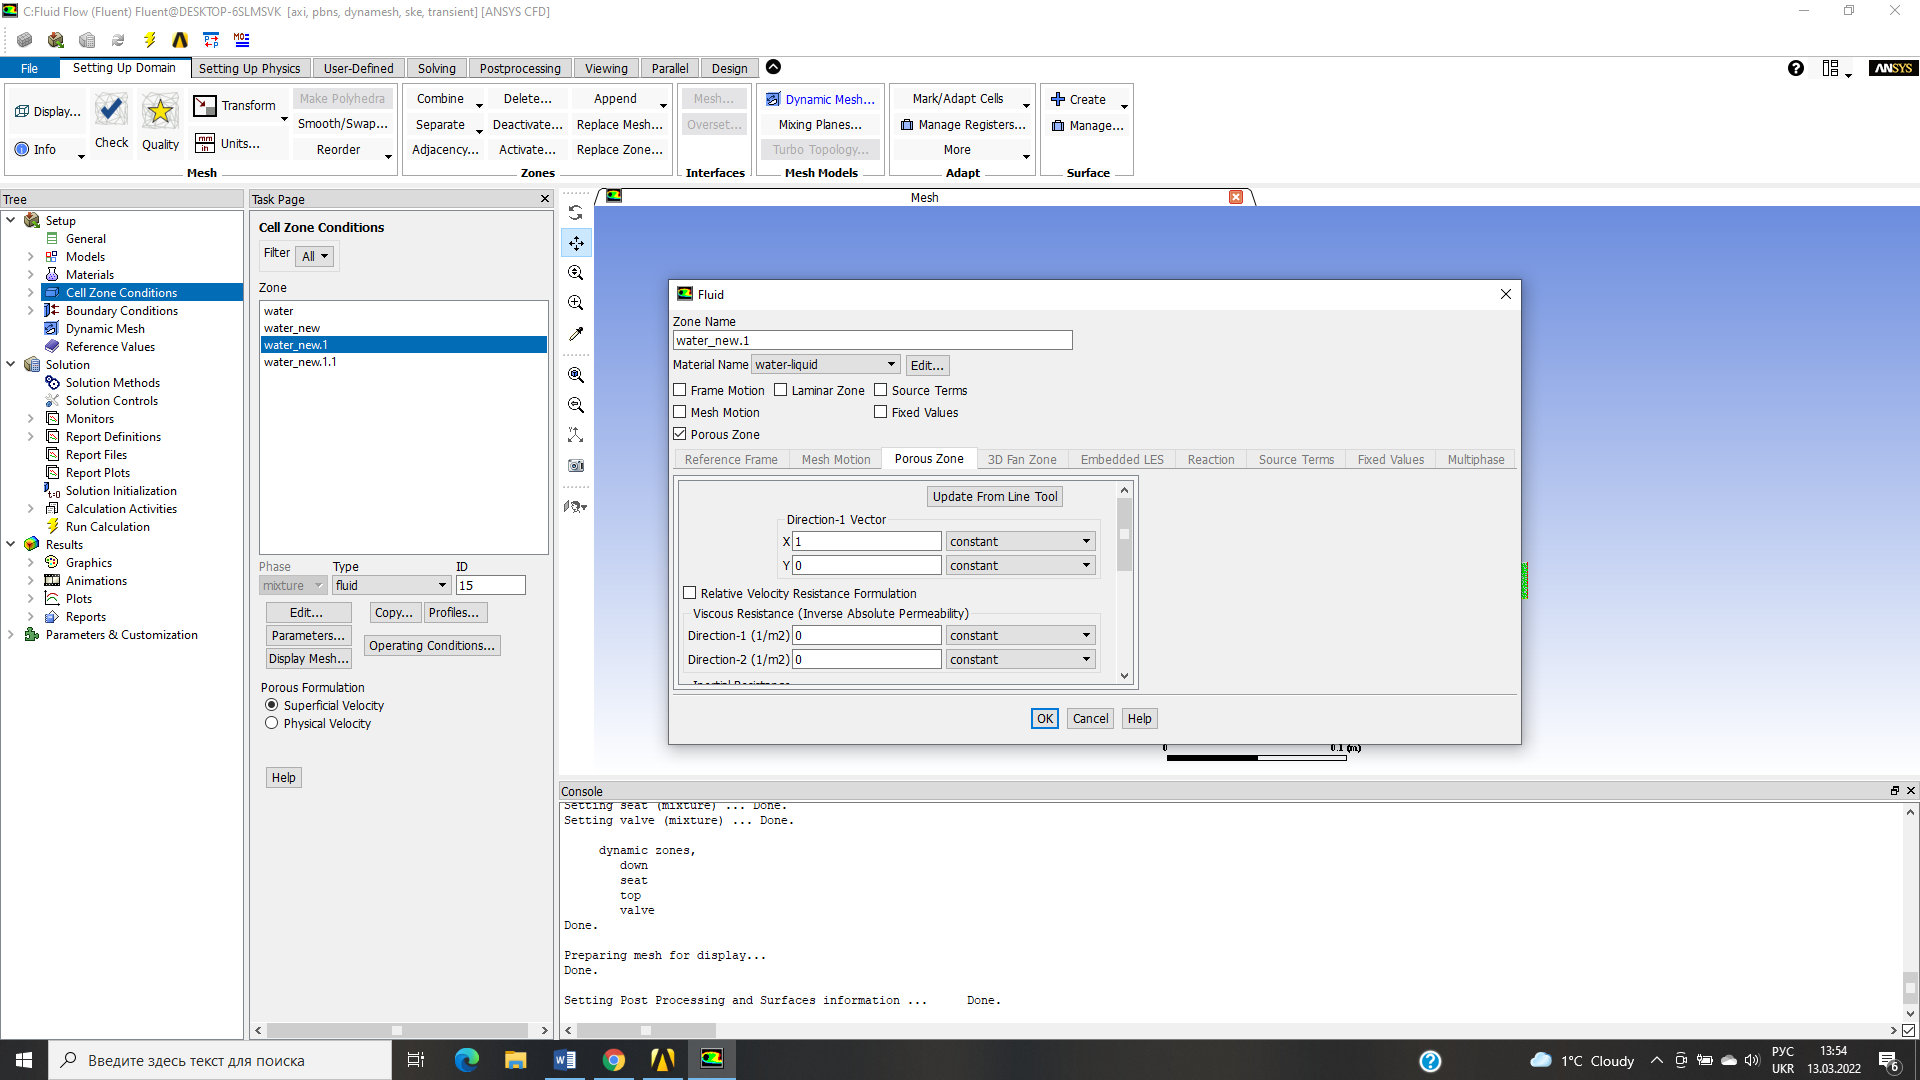 C:Fluid Flow (Fluent) Fluent@DESKTOP-6SLMSVK [axi, pbns, dynamesh, ske, transient] [ANSYS CFD]
File
Setting Up Domain
Setting Up Physics
User-Defined
Solving
Postprocessing
Viewing
Parallel
Design
ANSYS
Display...
Info
Check
Quality
Transform
Units...
Make Polyhedra
Smooth/Swap...
Reorder
Mesh
Combine
Separate
Adjacency...
Delete...
Deactivate...
Activate...
Append
Replace Mesh...
Replace Zone...
Zones
Mesh...
Overset...
Interfaces
Dynamic Mesh...
Mixing Planes...
Turbo Topology...
Mesh Models
Mark/Adapt Cells
Manage Registers...
More
Adapt
Create
Manage...
Surface
Tree
Setup
General
Models
Materials
Cell Zone Conditions
Boundary Conditions
Dynamic Mesh
Reference Values
Solution
Solution Methods
Solution Controls
Monitors
Report Definitions
Report Files
Report Plots
Solution Initialization
Calculation Activities
Run Calculation
Results
Graphics
Animations
Plots
Reports
Parameters & Customization
Task Page
Cell Zone Conditions
Filter
All
Zone
water
water_new
water_new.1
water_new.1.1
Phase
Type
ID
mixture
fluid
15
Edit...
Copy...
Profiles...
Parameters...
Operating Conditions...
Display Mesh...
Porous Formulation
Superficial Velocity
Physical Velocity
Help
Mesh
Fluid
Zone Name
water_new.1
Material Name
water-liquid
Edit...
Frame Motion
Laminar Zone
Source Terms
Mesh Motion
Fixed Values
Porous Zone
Reference Frame
Mesh Motion
Porous Zone
3D Fan Zone
Embedded LES
Reaction
Source Terms
Fixed Values
Multiphase
Update From Line Tool
Direction-1 Vector
X 1
constant
Y 0
constant
Relative Velocity Resistance Formulation
Viscous Resistance (Inverse Absolute Permeability)
Direction-1 (1/m2) 0
constant
Direction-2 (1/m2) 0
constant
Inertial Resistance
OK
Cancel
Help
0
0.1 (m)
Console
Setting seat (mixture) ... Done.
Setting valve (mixture) ... Done.
dynamic zones,
down
seat
top
valve
Done.
Preparing mesh for display...
Done.
Setting Post Processing and Surfaces information ... Done.
Введите здесь текст для поиска
1°C Cloudy
РУС
UKR
13:54
13.03.2022
6